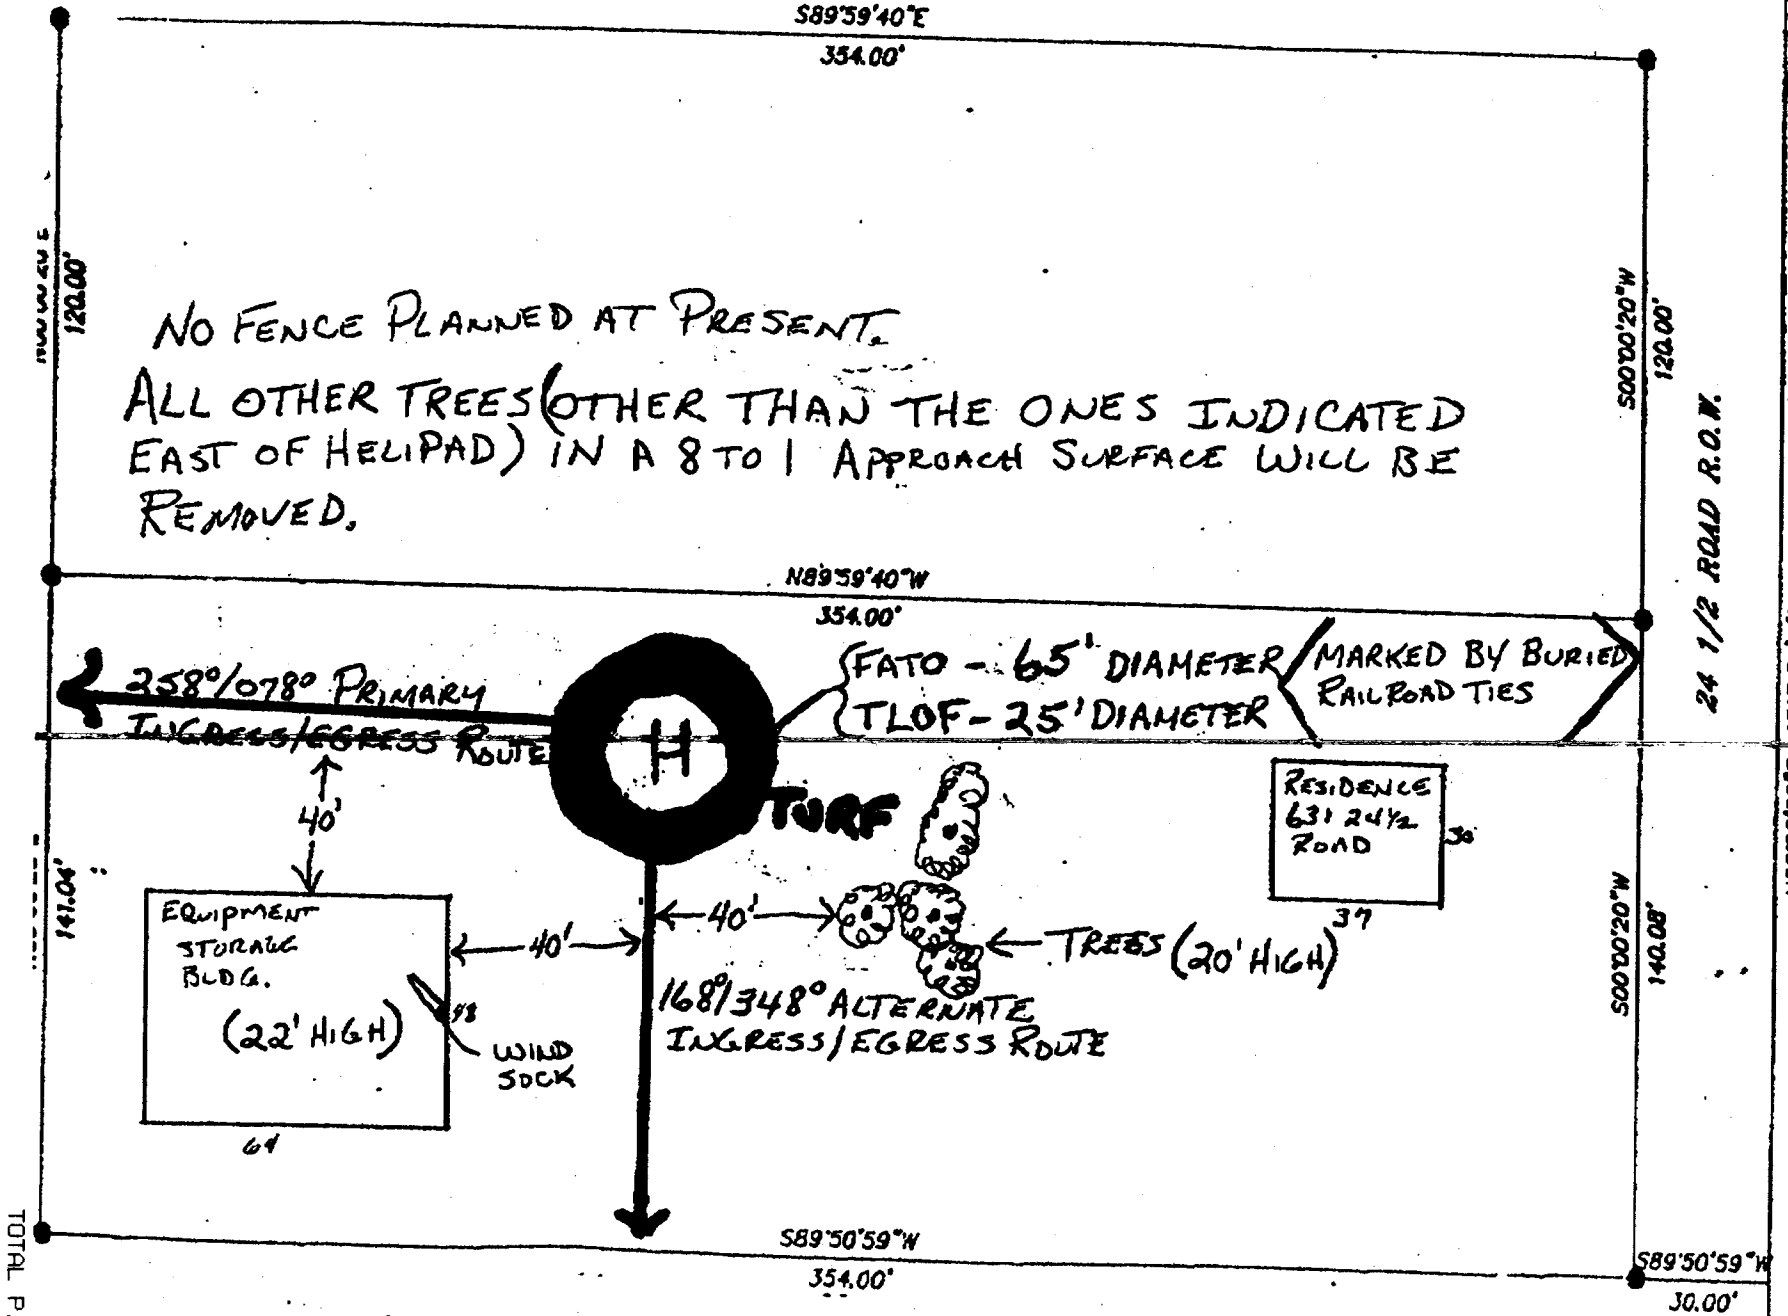 S89°59'40"E
354.00'
120.00'
S00°00'20"W
120.00'
24 1/2 ROAD R.O.W.
NO FENCE PLANNED AT PRESENT.
ALL OTHER TREES (OTHER THAN THE ONES INDICATED
EAST OF HELIPAD) IN A 8 TO 1 APPROACH SURFACE WILL BE
REMOVED.
N89°59'40"W
354.00'
258°/078° PRIMARY
INGRESS/EGRESS ROUTE
H
FATO - 65' DIAMETER
TLOF - 25' DIAMETER
MARKED BY BURIED
RAILROAD TIES
TURF
40'
RESIDENCE
631 24 1/2
ROAD
30
37
141.04'
EQUIPMENT
STORAGE
BLDG.
(22' HIGH)
48
64
WIND
SOCK
40'
40'
TREES (20' HIGH)
168°/348° ALTERNATE
INGRESS/EGRESS ROUTE
S00°00'20"W
140.08'
S89°50'59"W
354.00'
S89°50'59"W
30.00'
TOTAL P.